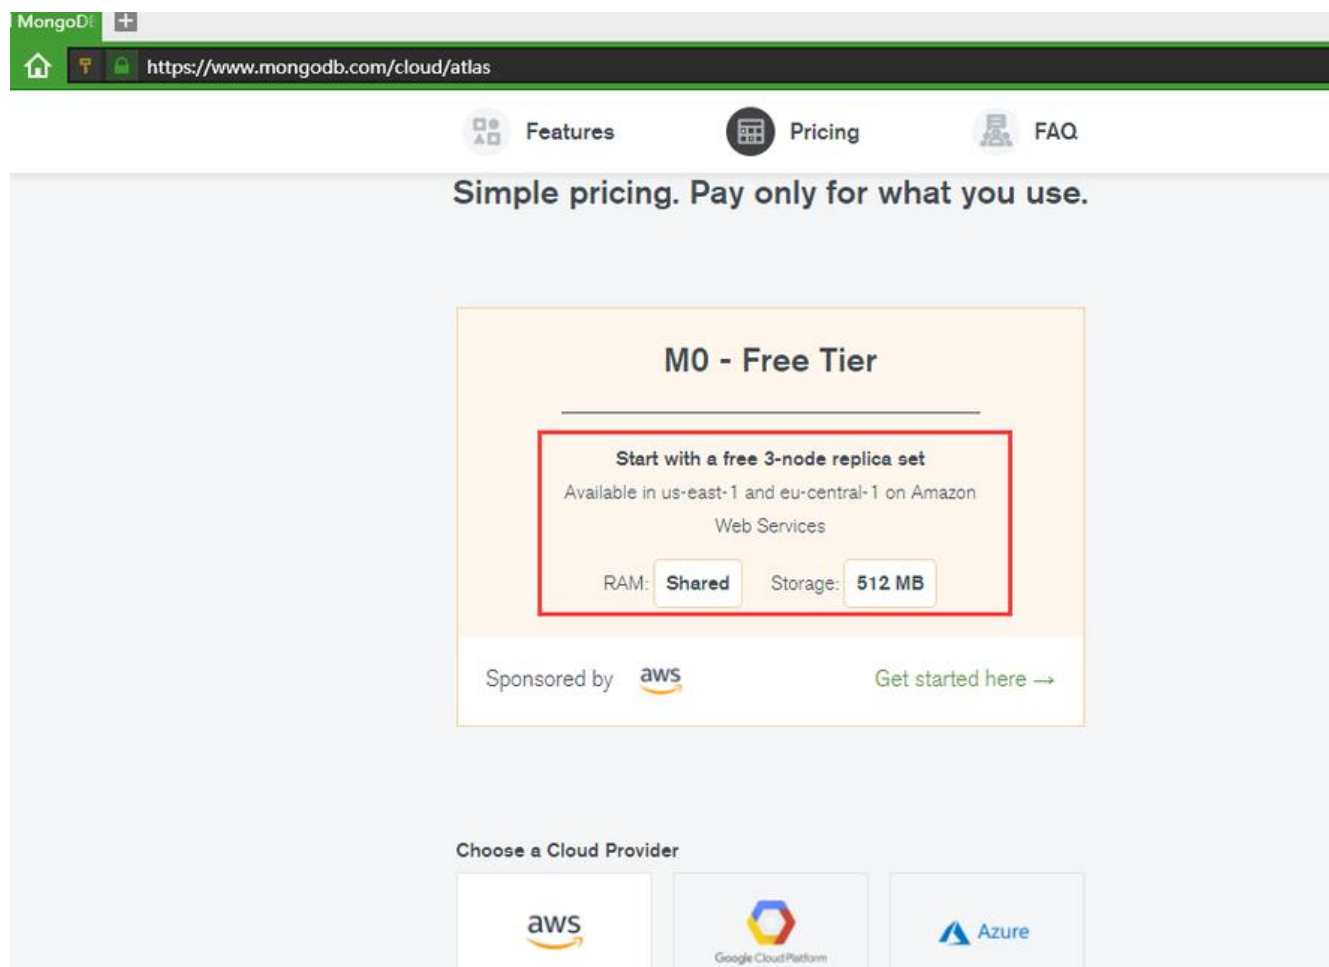 MongoDB
https://www.mongodb.com/cloud/atlas
Features
Pricing
FAQ
Simple pricing. Pay only for what you use.
M0 - Free Tier
Start with a free 3-node replica set
Available in us-east-1 and eu-central-1 on Amazon
Web Services
RAM: Shared Storage: 512 MB
Sponsored by aws Get started here →
Choose a Cloud Provider
aws
Google Cloud Platform
Azure